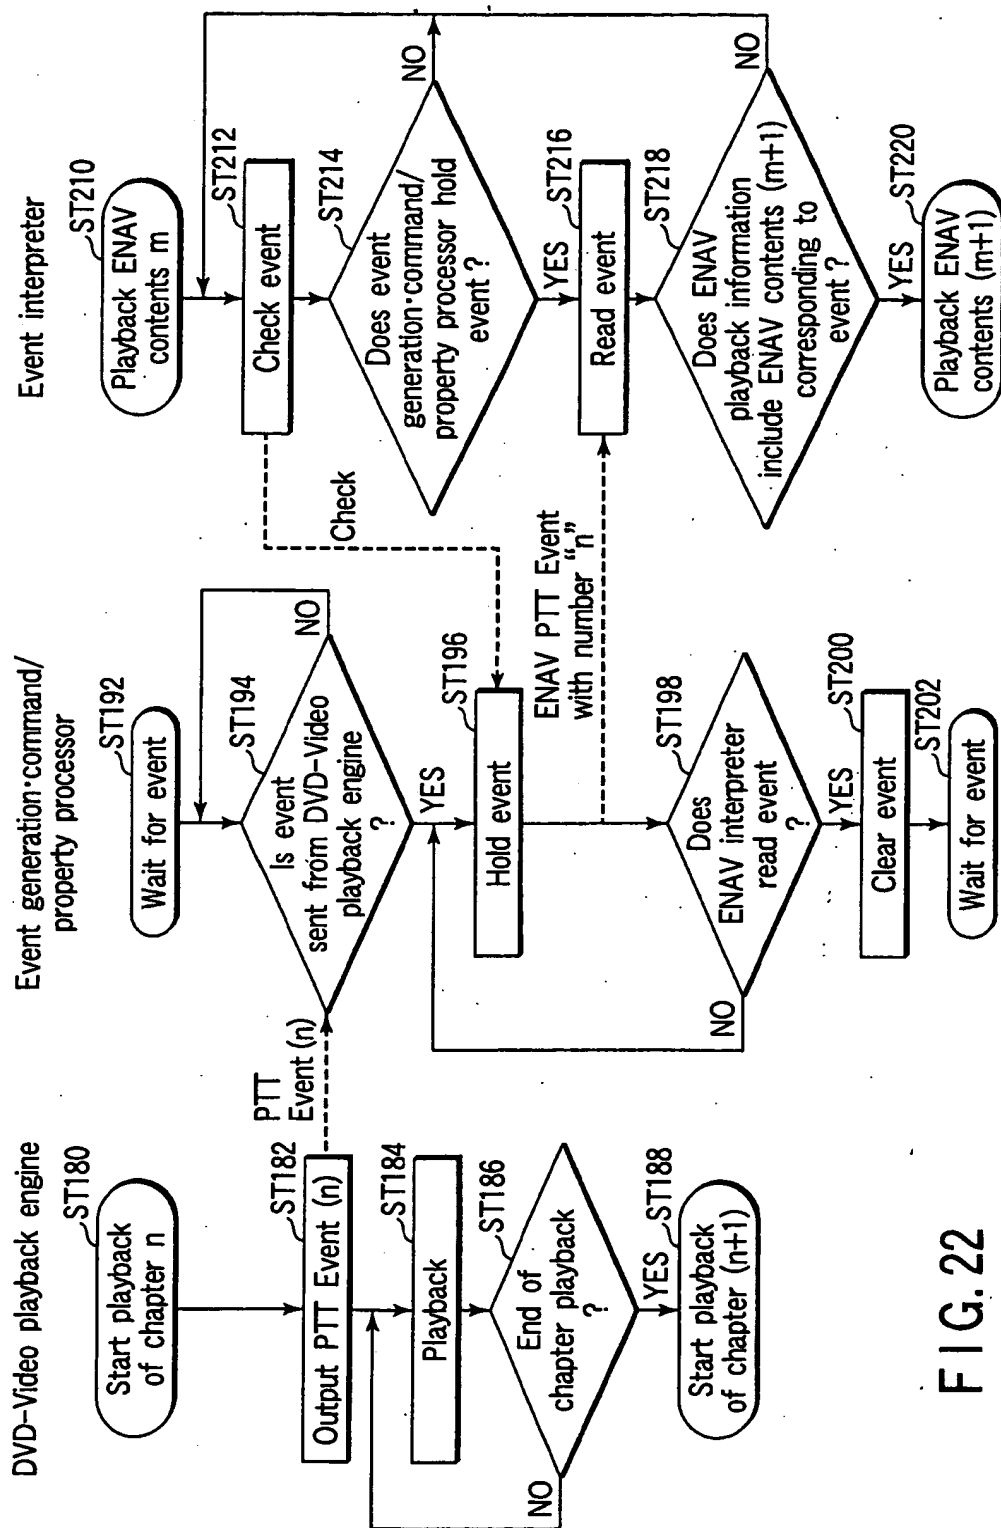 DVD-Video playback engine
ST180
Start playback
of chapter n
ST182
Output PTT Event (n)
ST184
Playback
ST186
End of
chapter playback
?
NO
YES
ST188
Start playback
of chapter (n+1)
PTT
Event (n)
Event generation·command/
property processor
ST192
Wait for event
ST194
Is event
sent from DVD-Video
playback engine
?
NO
YES
ST196
Hold event
ST198
Does
ENAV interpreter
read event
?
NO
YES
ST200
Clear event
ST202
Wait for event
Check
ENAV PTT Event
with number "n"
Event interpreter
ST210
Playback ENAV
contents m
ST212
Check event
ST214
Does event
generation·command/
property processor hold
event ?
NO
YES
ST216
Read event
ST218
Does ENAV
playback information
include ENAV contents (m+1)
corresponding to
event ?
NO
YES
ST220
Playback ENAV
contents (m+1)
FIG. 22